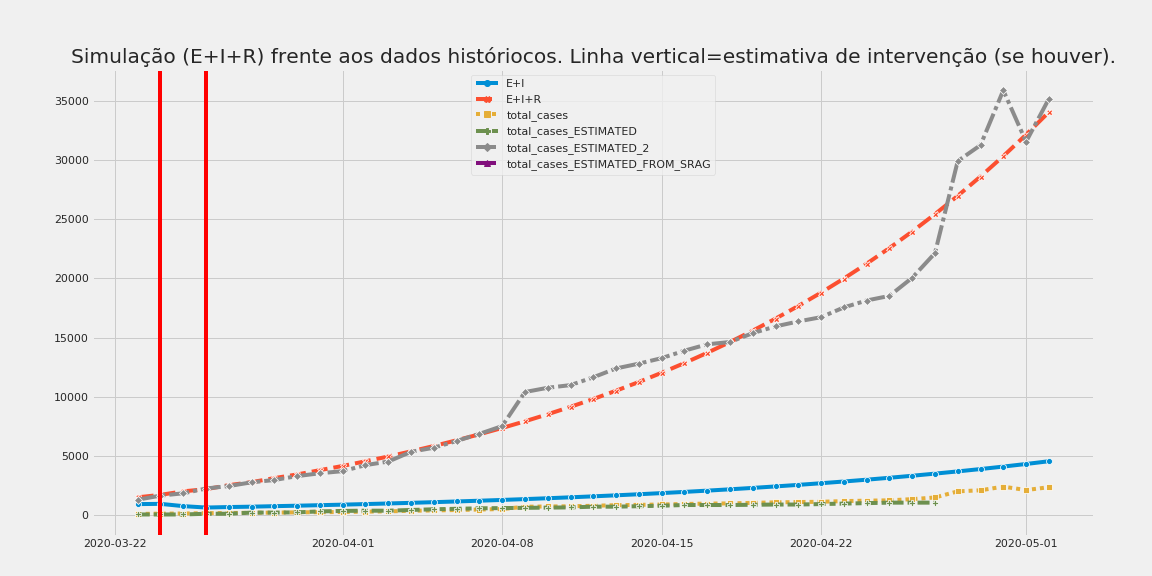 Simulação (E+I+R) frente aos dados históriocos. Linha vertical=estimativa de intervenção (se houver).
E+I
E+I+R
total_cases
total_cases_ESTIMATED
total_cases_ESTIMATED_2
total_cases_ESTIMATED_FROM_SRAG
35000
30000
25000
20000
15000
10000
5000
0
2020-03-22 2020-04-01 2020-04-08 2020-04-15 2020-04-22 2020-05-01